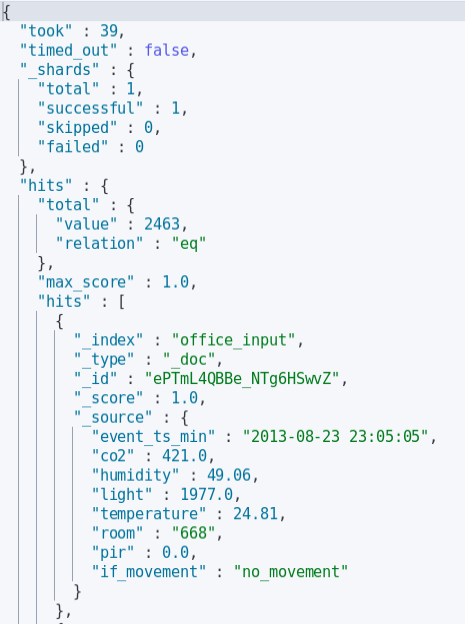 {
"took" : 39,
"timed_out" : false,
"_shards" : {
"total" : 1,
"successful" : 1,
"skipped" : 0,
"failed" : 0
},
"hits" : {
"total" : {
"value" : 2463,
"relation" : "eq"
},
"max_score" : 1.0,
"hits" : [
{
"_index" : "office_input",
"_type" : "_doc",
"_id" : "ePTmL4QBBe_NTg6HSwvZ",
"_score" : 1.0,
"_source" : {
"event_ts_min" : "2013-08-23 23:05:05",
"co2" : 421.0,
"humidity" : 49.06,
"light" : 1977.0,
"temperature" : 24.81,
"room" : "668",
"pir" : 0.0,
"if_movement" : "no_movement"
}
},